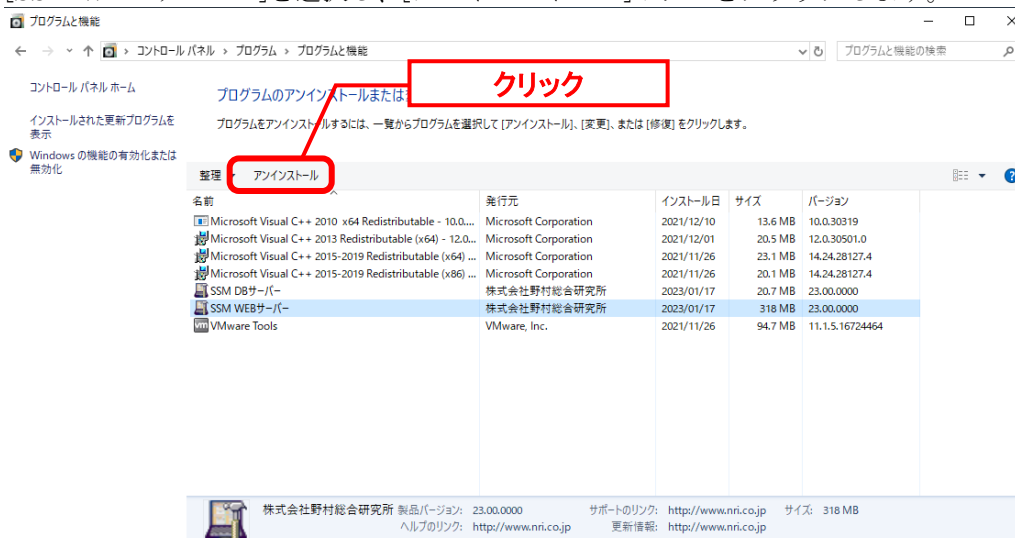 プログラムと機能
コントロール パネル › プログラム › プログラムと機能
プログラムと機能の検索
コントロール パネル ホーム
インストールされた更新プログラムを
表示
Windows の機能の有効化または
無効化
プログラムのアンインストールまたは
クリック
プログラムをアンインストールするには、一覧からプログラムを選択して [アンインストール]、[変更]、または [修復] をクリックします。
整理 アンインストール
名前 発行元 インストール日 サイズ バージョン
Microsoft Visual C++ 2010 x64 Redistributable - 10.0.... Microsoft Corporation 2021/12/10 13.6 MB 10.0.30319
Microsoft Visual C++ 2013 Redistributable (x64) - 12.0... Microsoft Corporation 2021/12/01 20.5 MB 12.0.30501.0
Microsoft Visual C++ 2015-2019 Redistributable (x64) ... Microsoft Corporation 2021/11/26 23.1 MB 14.24.28127.4
Microsoft Visual C++ 2015-2019 Redistributable (x86) ... Microsoft Corporation 2021/11/26 20.1 MB 14.24.28127.4
SSM DBサーバー 株式会社野村総合研究所 2023/01/17 20.7 MB 23.00.0000
SSM WEBサーバー 株式会社野村総合研究所 2023/01/17 318 MB 23.00.0000
vm VMware Tools VMware, Inc. 2021/11/26 94.7 MB 11.1.5.16724464
株式会社野村総合研究所 製品バージョン: 23.00.0000 サポートのリンク: http://www.nri.co.jp サイズ: 318 MB
ヘルプのリンク: http://www.nri.co.jp 更新情報: http://www.nri.co.jp